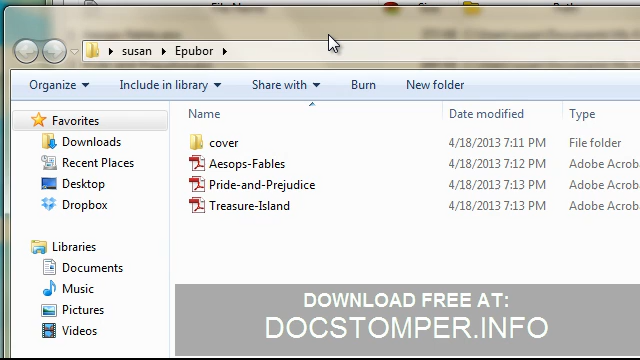 susan Epubor
Organize Include in library Share with Burn New folder
Name Date modified Type
Favorites
Downloads
Recent Places
Desktop
Dropbox
Libraries
Documents
Music
Pictures
Videos
cover 4/18/2013 7:11 PM File folder
Aesops-Fables 4/18/2013 7:12 PM Adobe Acroba
Pride-and-Prejudice 4/18/2013 7:13 PM Adobe Acroba
Treasure-Island 4/18/2013 7:13 PM Adobe Acroba
DOWNLOAD FREE AT:
DOCSTOMPER.INFO